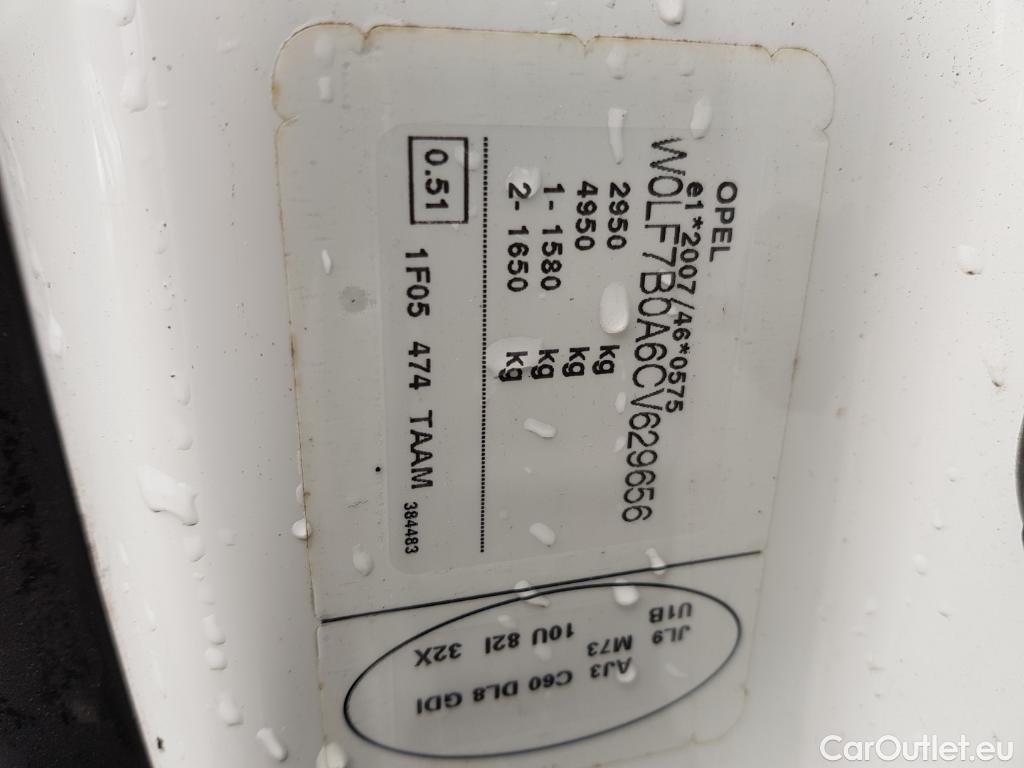 OPEL
e1*2007/46*0575
W0LF7B0A6CV629656
2950 kg
4950 kg
1- 1580 kg
2- 1650 kg
0.51 1F05 474 TAAM 384483
AJ3 C60 DL8 GDI
JL9 M73 10U 82I 32X
U1B
CarOutlet.eu